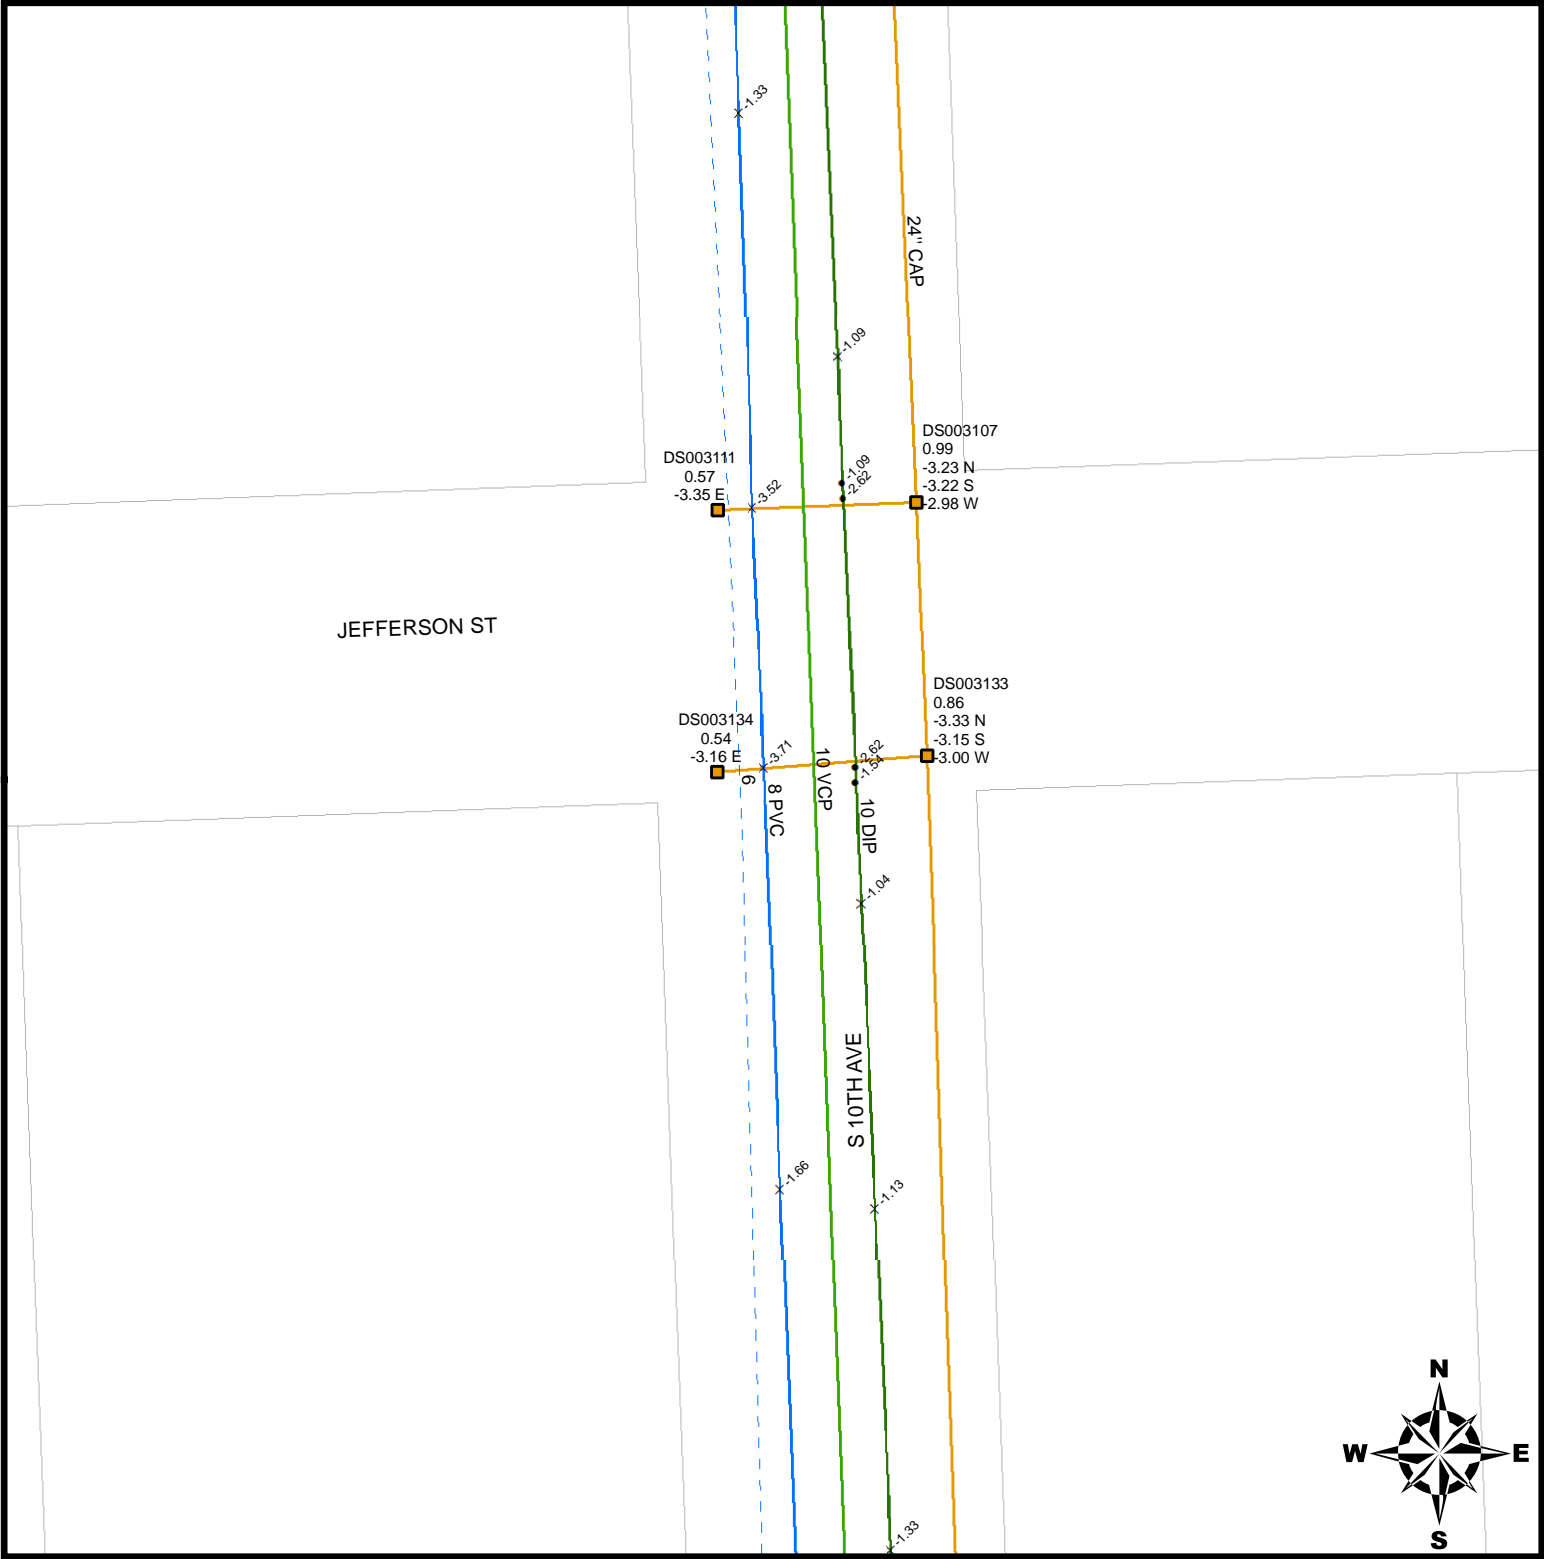 -1.33
24" CAP
-1.09
DS003107
0.99
-3.23 N
-3.22 S
-2.98 W
DS003111
0.57
-3.35 E
-3.52
-1.09
-2.62
JEFFERSON ST
DS003133
0.86
-3.33 N
-3.15 S
-3.00 W
DS003134
0.54
-3.16 E
-3.71
-2.62
-1.54
6
8 PVC
10 VCP
10 DIP
-1.04
S 10TH AVE
-1.66
-1.13
-1.33
N
W
E
S